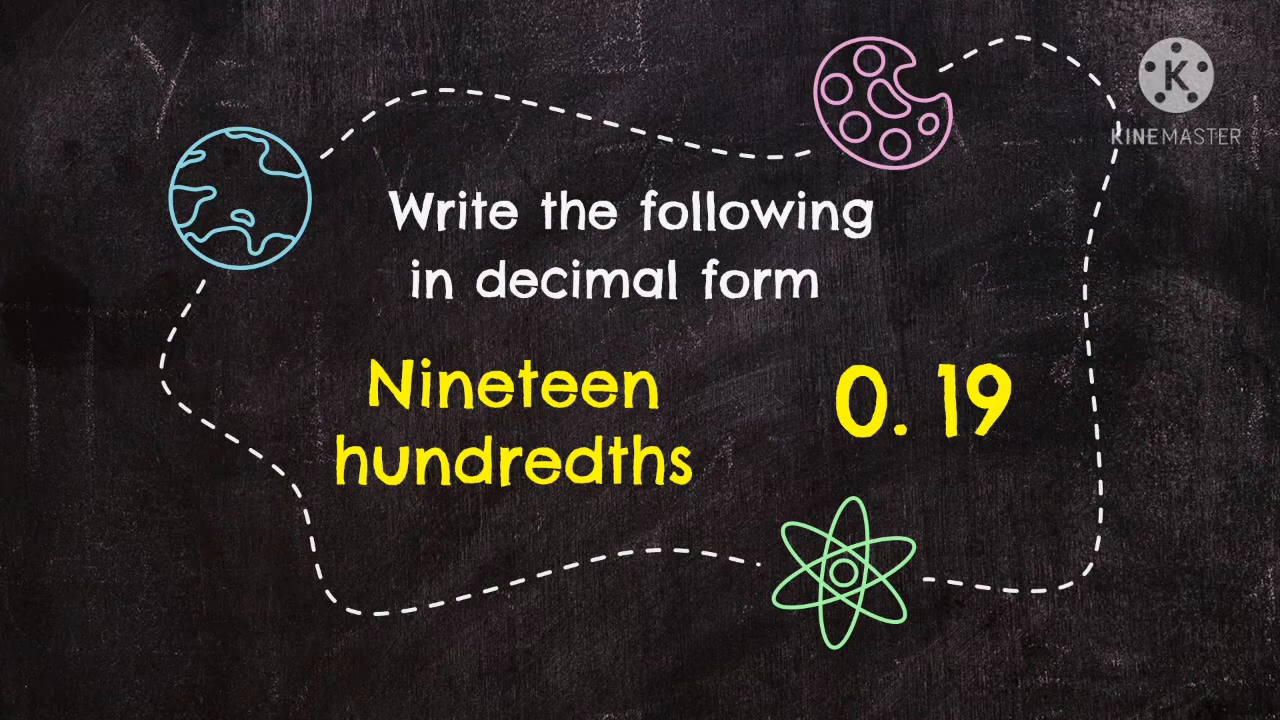 K
KINEMASTER
Write the following
in decimal form
Nineteen
hundredths
0. 19